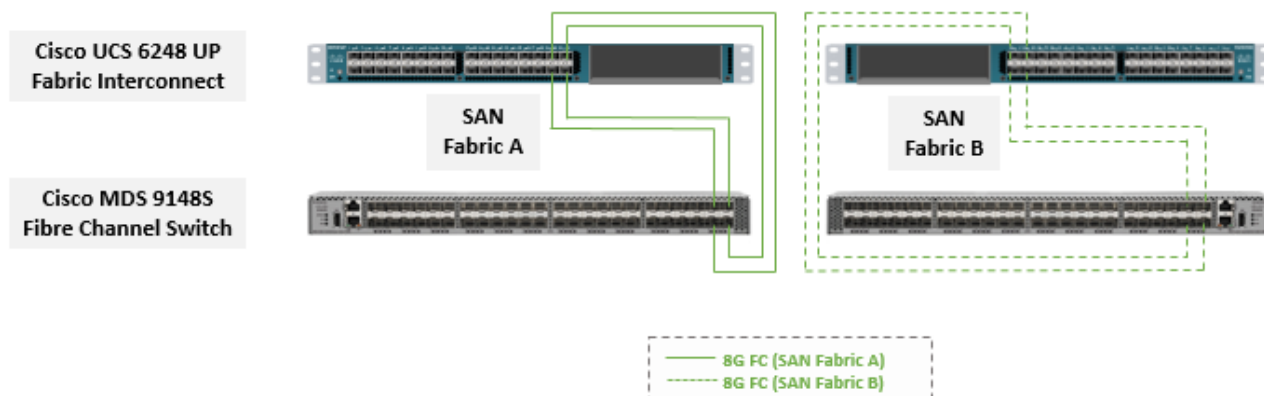 Cisco UCS 6248 UP
Fabric Interconnect
SAN
Fabric A
SAN
Fabric B
Cisco MDS 9148S
Fibre Channel Switch
8G FC (SAN Fabric A)
8G FC (SAN Fabric B)